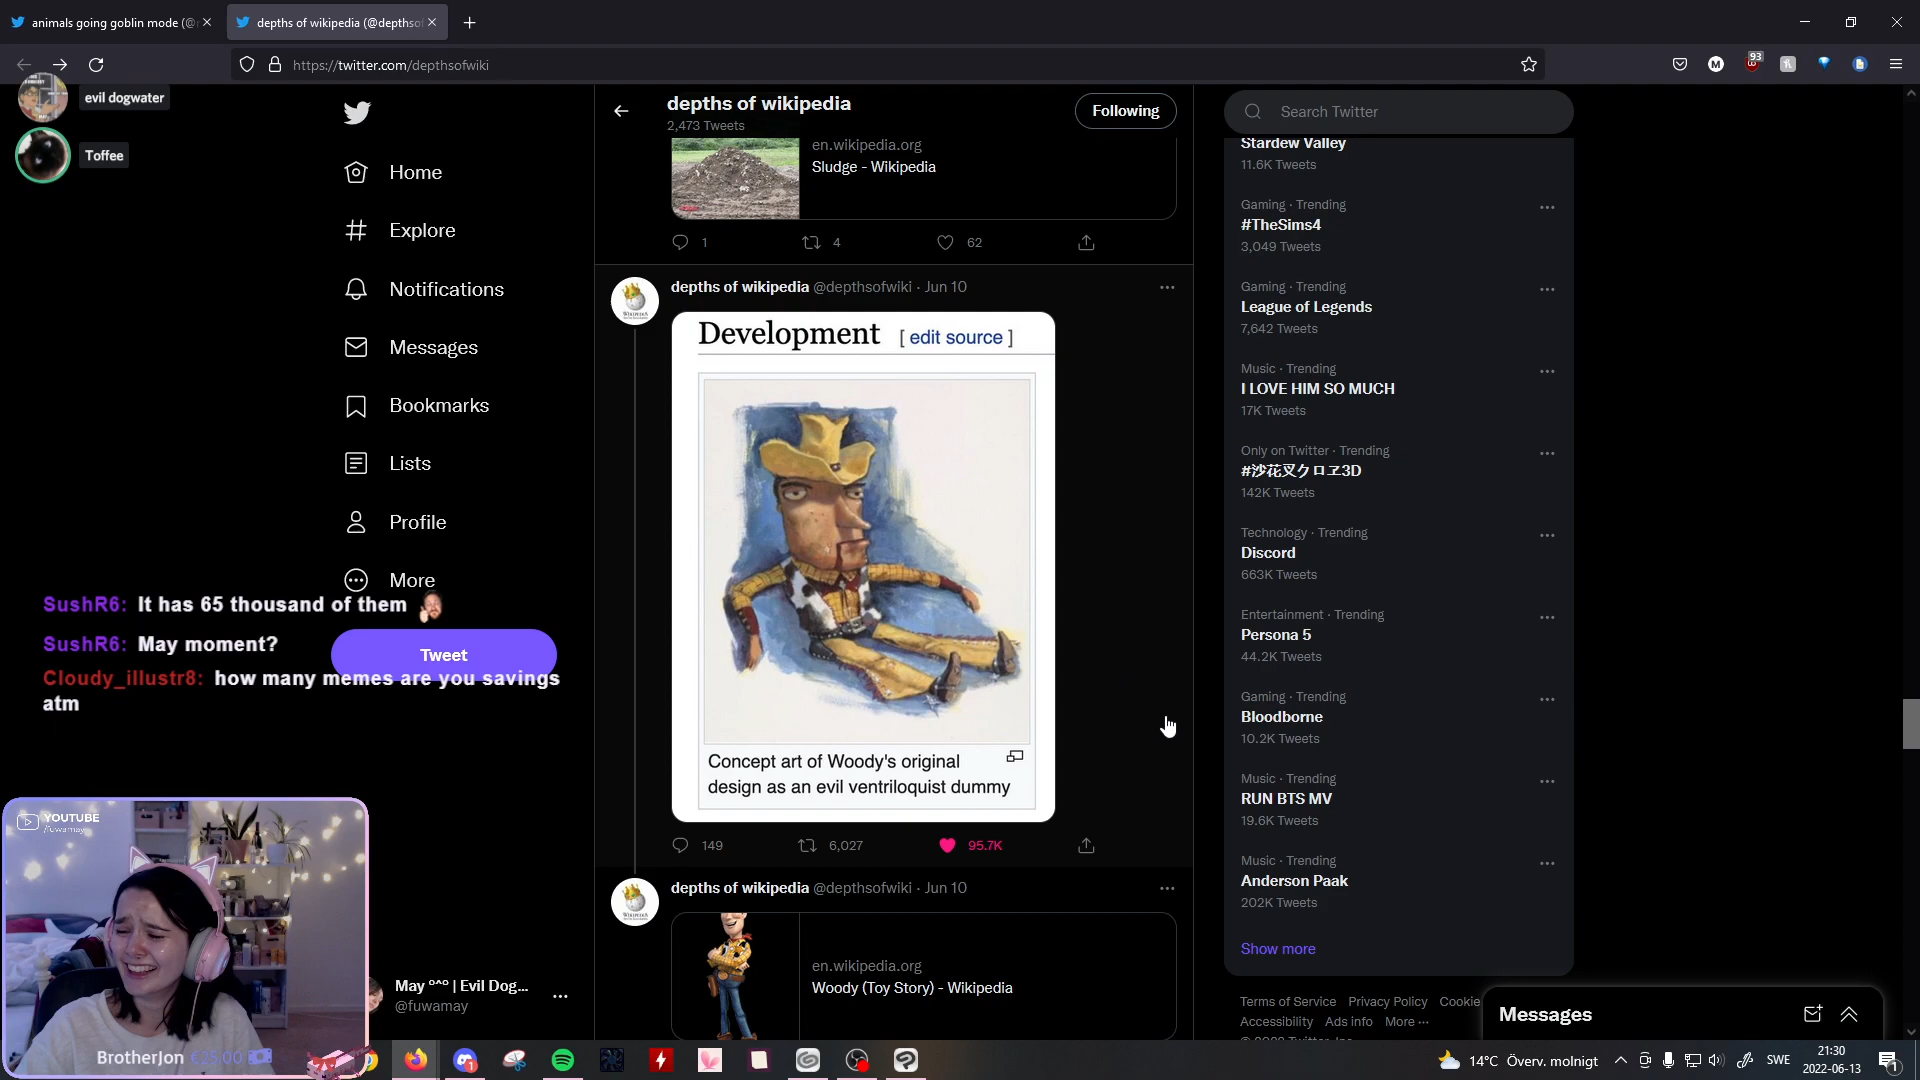 animals going goblin mode (@
depths of wikipedia (@depthso
https://twitter.com/depthsofwiki
93
evil dogwater
Toffee
Home
Explore
Notifications
Messages
Bookmarks
Lists
Profile
More
Tweet
SushR6: It has 65 thousand of them
SushR6: May moment?
Cloudy_illustr8: how many memes are you savings
atm
YOUTUBE
/fuwamay
BrotherJon €25.00
May °^° | Evil Dog...
@fuwamay
depths of wikipedia
2,473 Tweets
Following
en.wikipedia.org
Sludge - Wikipedia
1
4
62
depths of wikipedia @depthsofwiki · Jun 10
Development [ edit source ]
Concept art of Woody's original
design as an evil ventriloquist dummy
149
6,027
95.7K
depths of wikipedia @depthsofwiki · Jun 10
en.wikipedia.org
Woody (Toy Story) - Wikipedia
Search Twitter
Stardew Valley
11.6K Tweets
Gaming · Trending
#TheSims4
3,049 Tweets
Gaming · Trending
League of Legends
7,642 Tweets
Music · Trending
I LOVE HIM SO MUCH
17K Tweets
Only on Twitter · Trending
#沙花叉クロヱ3D
142K Tweets
Technology · Trending
Discord
663K Tweets
Entertainment · Trending
Persona 5
44.2K Tweets
Gaming · Trending
Bloodborne
10.2K Tweets
Music · Trending
RUN BTS MV
19.6K Tweets
Music · Trending
Anderson Paak
202K Tweets
Show more
Terms of Service Privacy Policy Cookie
Accessibility Ads info More ···
Messages
14°C Överv. molnigt
SWE
21:30
2022-06-13
1